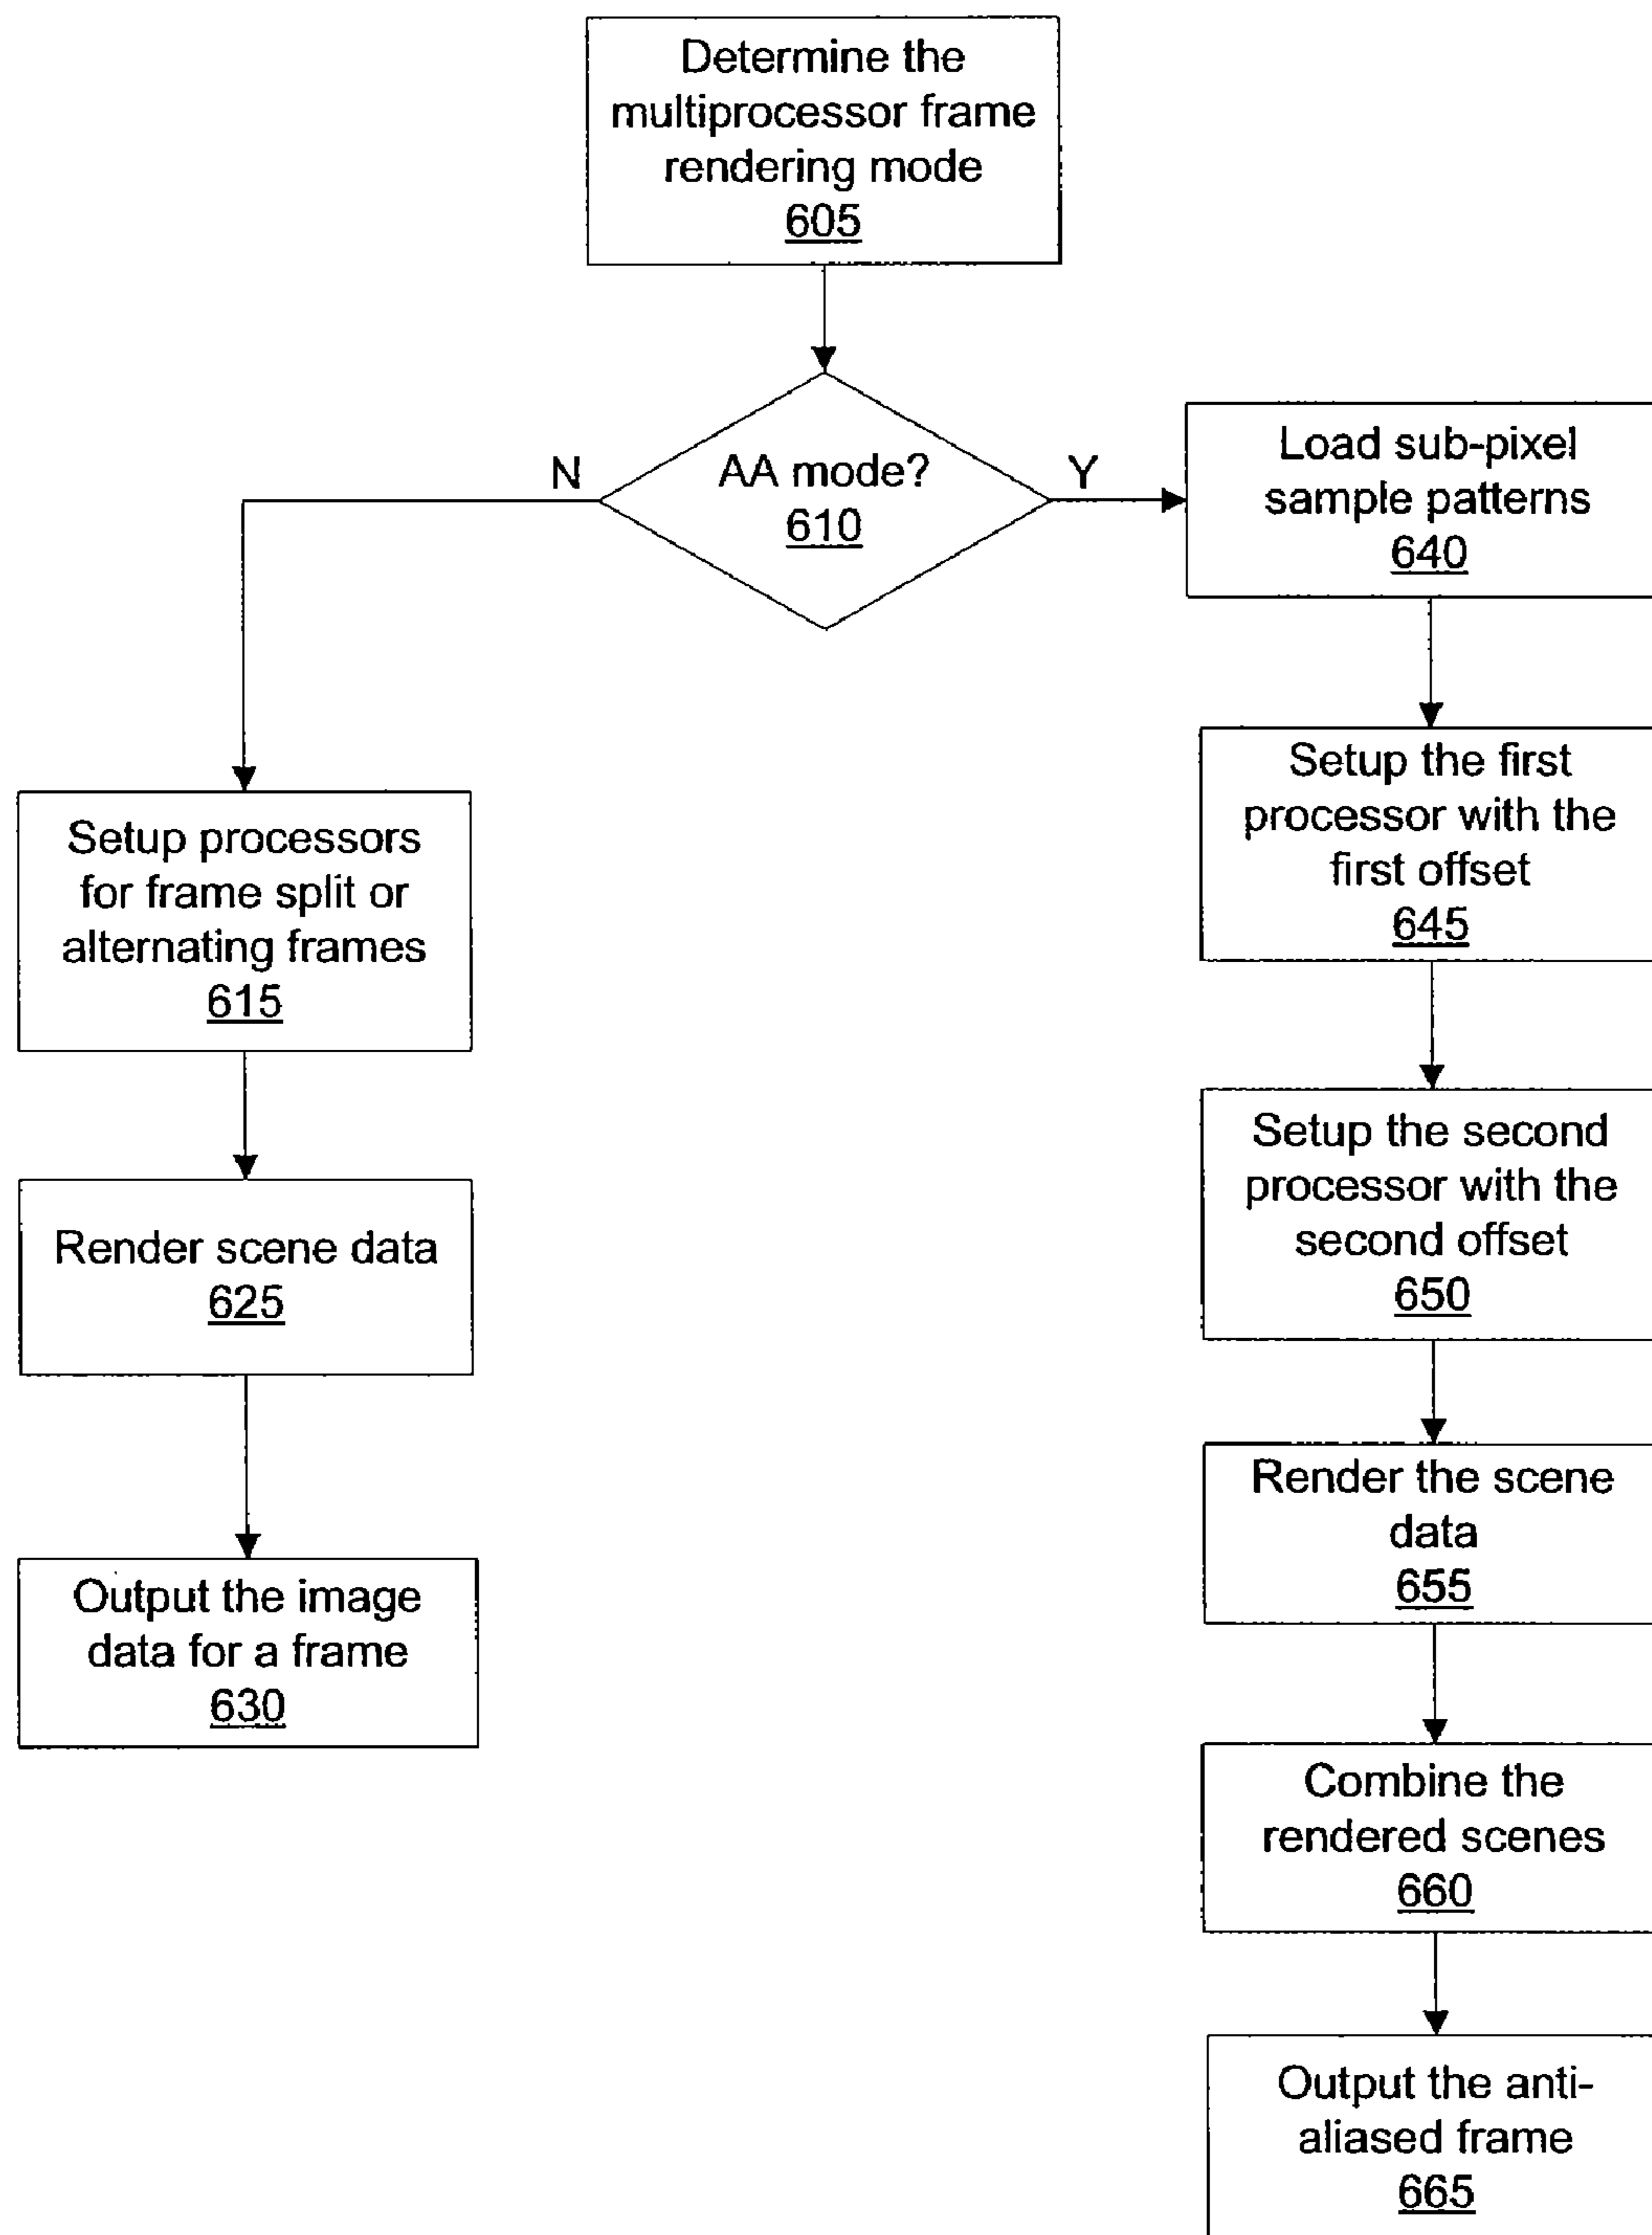 Determine the
multiprocessor frame
rendering mode
605
AA mode?
610
N
Y
Setup processors
for frame split or
alternating frames
615
Render scene data
625
Output the image
data for a frame
630
Load sub-pixel
sample patterns
640
Setup the first
processor with the
first offset
645
Setup the second
processor with the
second offset
650
Render the scene
data
655
Combine the
rendered scenes
660
Output the anti-
aliased frame
665